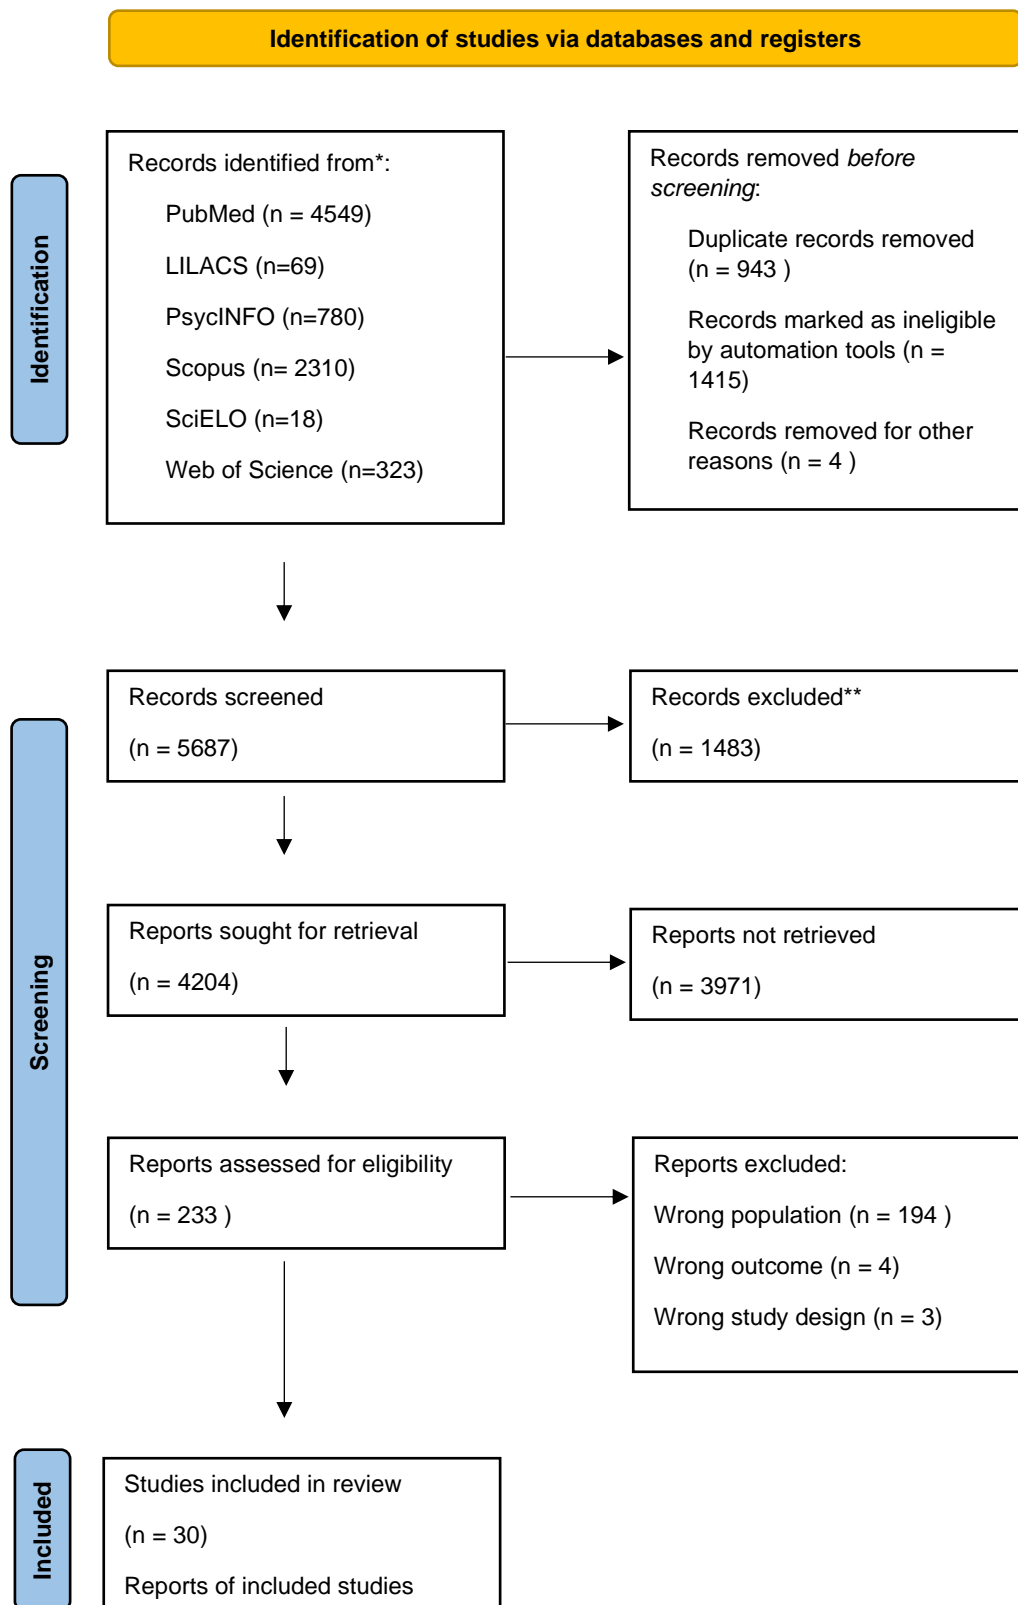 Identification of studies via databases and registers
Identification
Records identified from*:
PubMed (n = 4549)
LILACS (n=69)
PsycINFO (n=780)
Scopus (n= 2310)
SciELO (n=18)
Web of Science (n=323)
Records removed before
screening:
Duplicate records removed
(n = 943 )
Records marked as ineligible
by automation tools (n =
1415)
Records removed for other
reasons (n = 4 )
Screening
Records screened
(n = 5687)
Records excluded**
(n = 1483)
Reports sought for retrieval
(n = 4204)
Reports not retrieved
(n = 3971)
Reports assessed for eligibility
(n = 233 )
Reports excluded:
Wrong population (n = 194 )
Wrong outcome (n = 4)
Wrong study design (n = 3)
Included
Studies included in review
(n = 30)
Reports of included studies